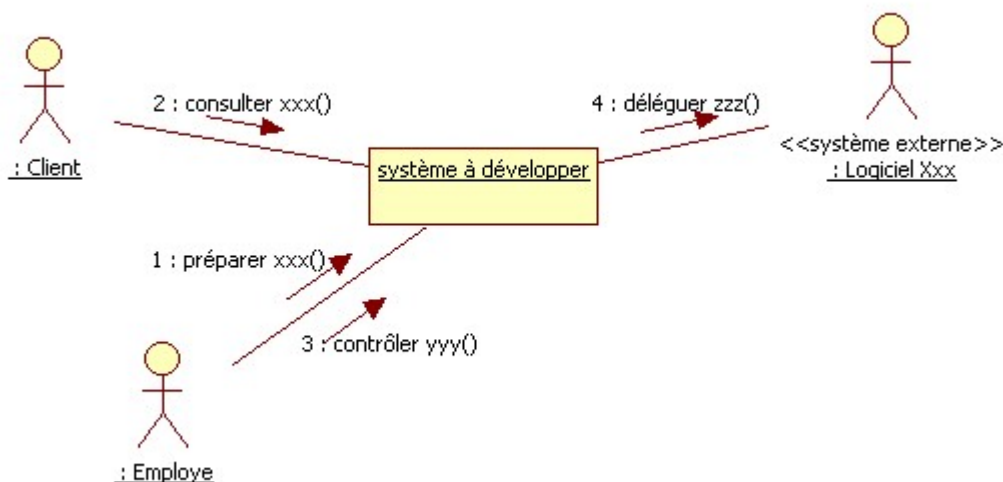 2 : consulter xxx()
4 : déléguer zzz()
<<système externe>>
: Client
système à développer
: Logiciel Xxx
1 : préparer xxx()
3 : contrôler yyy()
: Employe